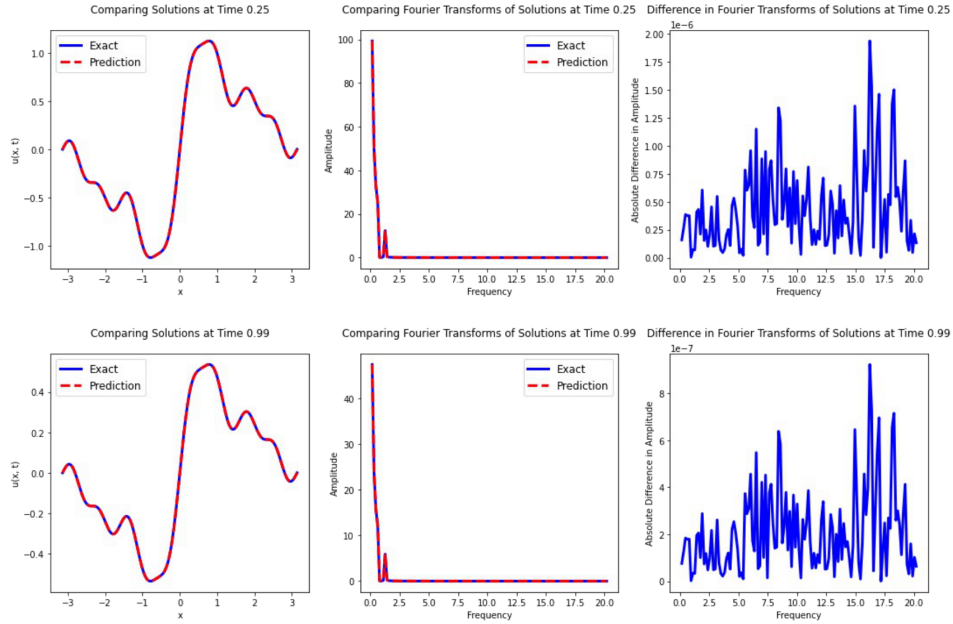 Comparing Solutions at Time 0.25
Exact
Prediction
u(x, t)
1.0
0.5
0.0
−0.5
−1.0
−3 −2 −1 0 1 2 3
x
Comparing Fourier Transforms of Solutions at Time 0.25
Exact
Prediction
Amplitude
100
80
60
40
20
0
0.0 2.5 5.0 7.5 10.0 12.5 15.0 17.5 20.0
Frequency
Difference in Fourier Transforms of Solutions at Time 0.25
1e−6
Absolute Difference in Amplitude
2.00
1.75
1.50
1.25
1.00
0.75
0.50
0.25
0.00
0.0 2.5 5.0 7.5 10.0 12.5 15.0 17.5 20.0
Frequency
Comparing Solutions at Time 0.99
Exact
Prediction
u(x, t)
0.4
0.2
0.0
−0.2
−0.4
−3 −2 −1 0 1 2 3
x
Comparing Fourier Transforms of Solutions at Time 0.99
Exact
Prediction
Amplitude
40
30
20
10
0
0.0 2.5 5.0 7.5 10.0 12.5 15.0 17.5 20.0
Frequency
Difference in Fourier Transforms of Solutions at Time 0.99
1e−7
Absolute Difference in Amplitude
8
6
4
2
0
0.0 2.5 5.0 7.5 10.0 12.5 15.0 17.5 20.0
Frequency